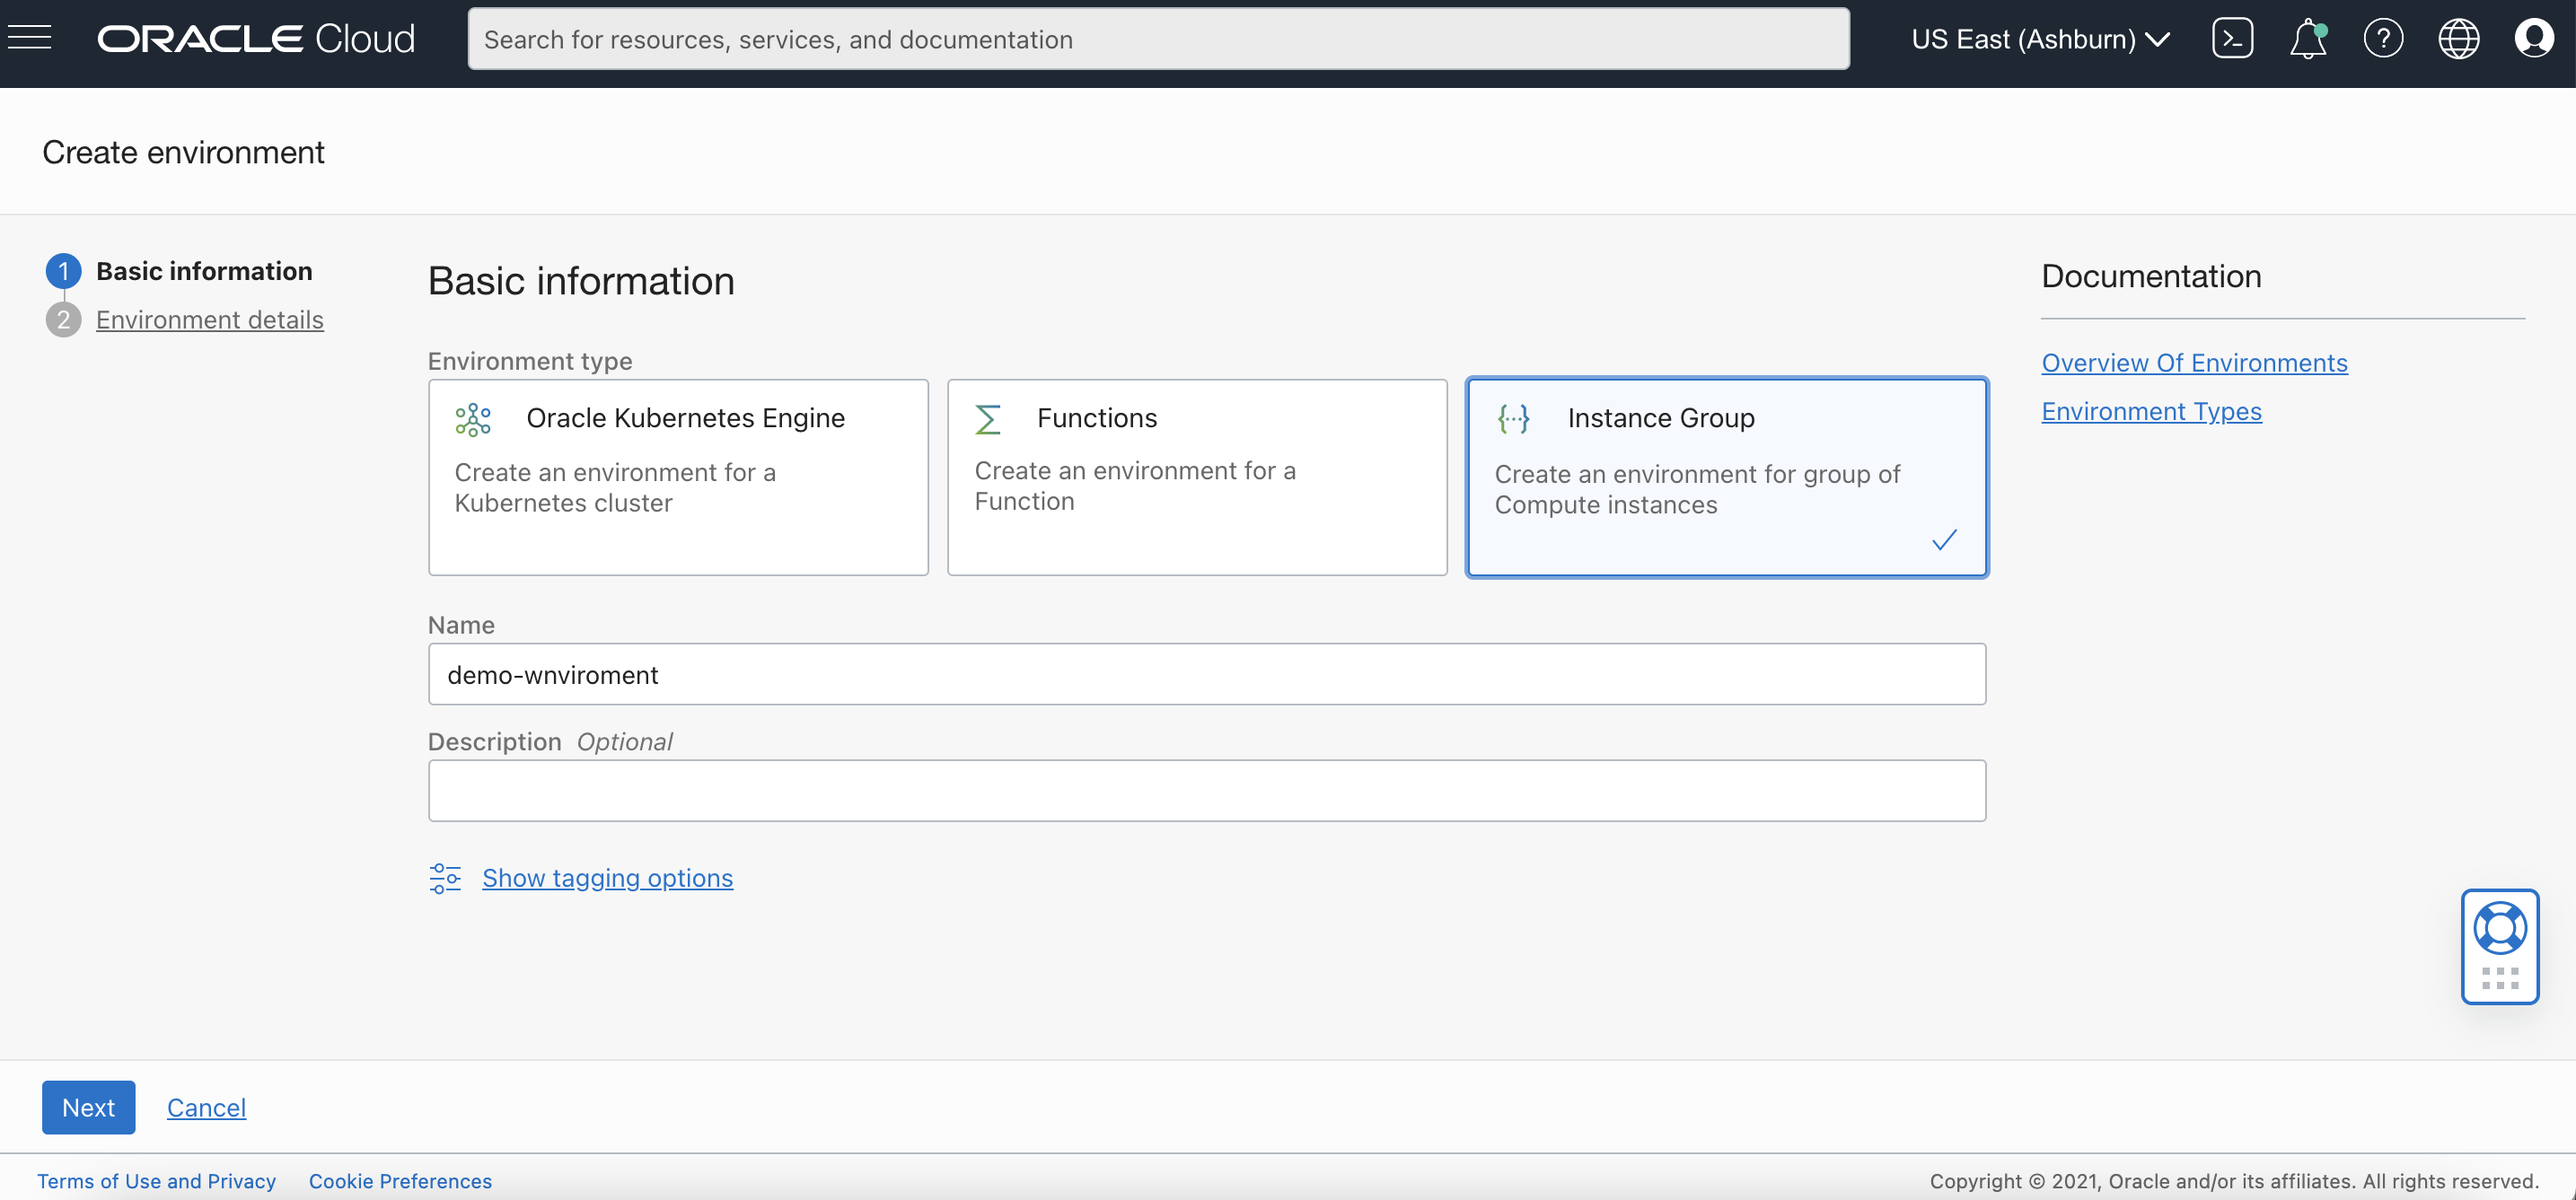 ORACLE Cloud
Search for resources, services, and documentation
US East (Ashburn)
Create environment
1 Basic information
2 Environment details
Basic information
Environment type
Oracle Kubernetes Engine
Create an environment for a
Kubernetes cluster
Functions
Create an environment for a
Function
Instance Group
Create an environment for group of
Compute instances
Name
demo-wnviroment
Description Optional
Show tagging options
Documentation
Overview Of Environments
Environment Types
Next
Cancel
Terms of Use and Privacy
Cookie Preferences
Copyright © 2021, Oracle and/or its affiliates. All rights reserved.